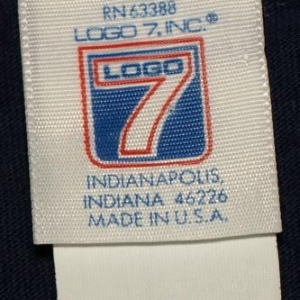 RN 63388
LOGO 7, INC.®
LOGO
7
INDIANAPOLIS,
INDIANA 46226
MADE IN U.S.A.